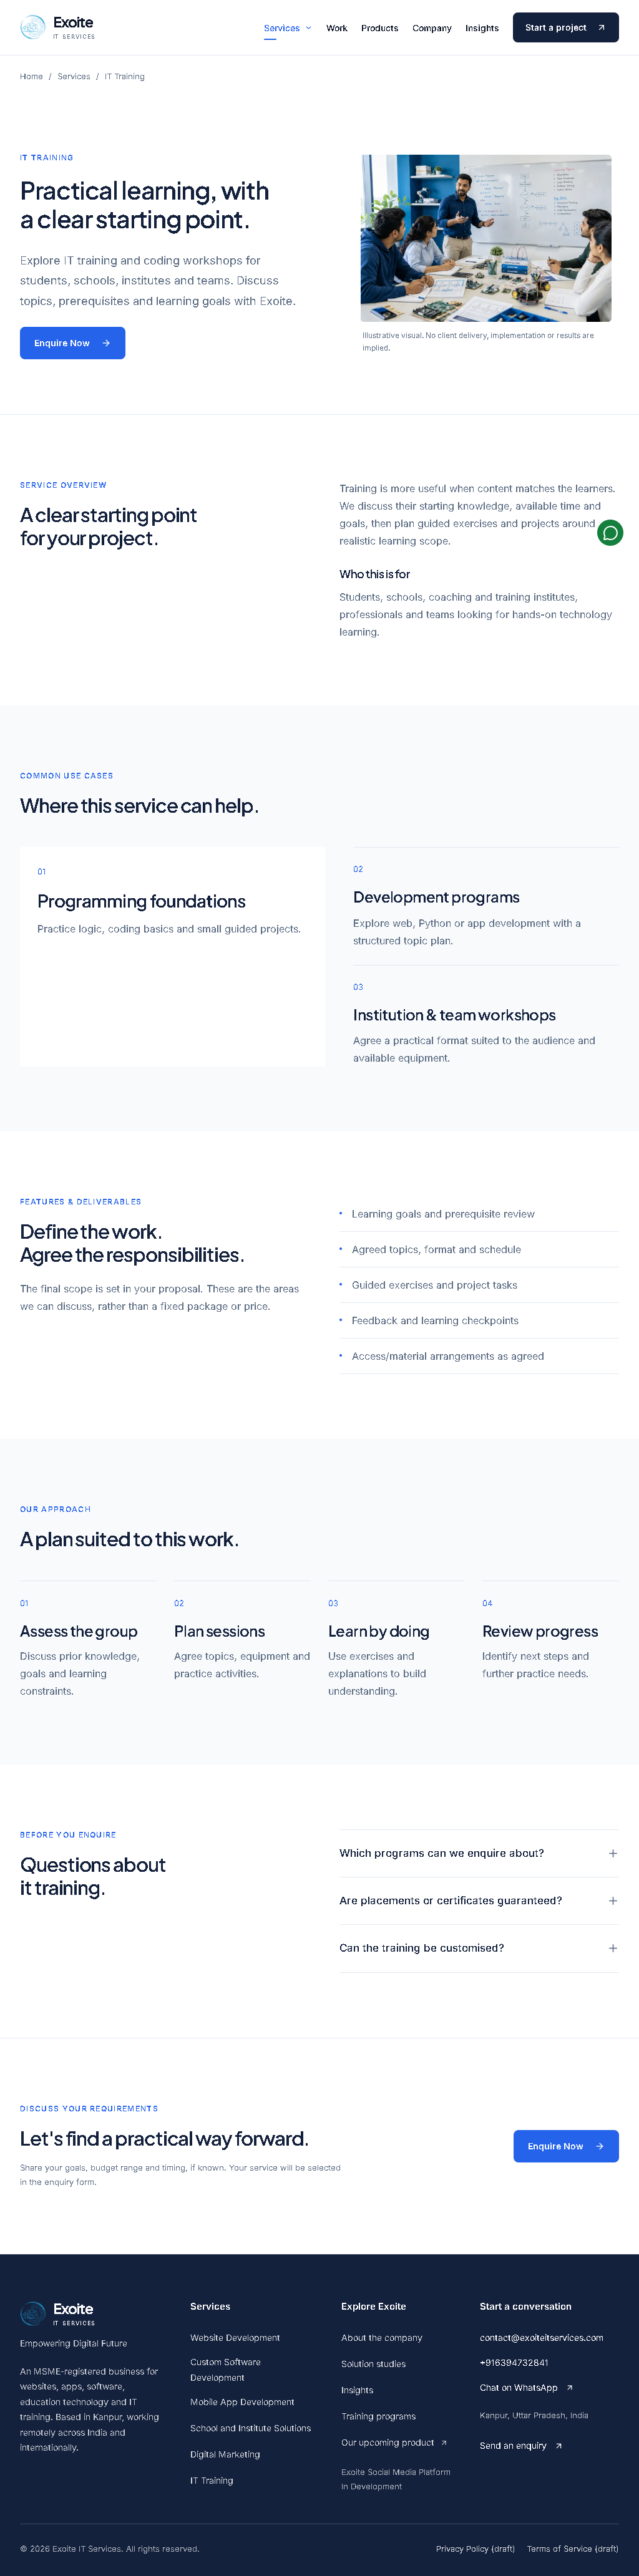 Exoite
IT SERVICES
Services
Work
Products
Company
Insights
Start a project
Home / Services / IT Training
IT TRAINING
Practical learning, with
a clear starting point.
Explore IT training and coding workshops for
students, schools, institutes and teams. Discuss
topics, prerequisites and learning goals with Exoite.
Enquire Now
Illustrative visual. No client delivery, implementation or results are
implied.
SERVICE OVERVIEW
A clear starting point
for your project.
Training is more useful when content matches the learners.
We discuss their starting knowledge, available time and
goals, then plan guided exercises and projects around
realistic learning scope.
Who this is for
Students, schools, coaching and training institutes,
professionals and teams looking for hands-on technology
learning.
COMMON USE CASES
Where this service can help.
01
Programming foundations
Practice logic, coding basics and small guided projects.
02
Development programs
Explore web, Python or app development with a
structured topic plan.
03
Institution & team workshops
Agree a practical format suited to the audience and
available equipment.
FEATURES & DELIVERABLES
Define the work.
Agree the responsibilities.
The final scope is set in your proposal. These are the areas
we can discuss, rather than a fixed package or price.
• Learning goals and prerequisite review
• Agreed topics, format and schedule
• Guided exercises and project tasks
• Feedback and learning checkpoints
• Access/material arrangements as agreed
OUR APPROACH
A plan suited to this work.
01
Assess the group
Discuss prior knowledge,
goals and learning
constraints.
02
Plan sessions
Agree topics, equipment and
practice activities.
03
Learn by doing
Use exercises and
explanations to build
understanding.
04
Review progress
Identify next steps and
further practice needs.
BEFORE YOU ENQUIRE
Questions about
it training.
Which programs can we enquire about?
Are placements or certificates guaranteed?
Can the training be customised?
DISCUSS YOUR REQUIREMENTS
Let's find a practical way forward.
Share your goals, budget range and timing, if known. Your service will be selected
in the enquiry form.
Enquire Now
Exoite
IT SERVICES
Empowering Digital Future
An MSME-registered business for
websites, apps, software,
education technology and IT
training. Based in Kanpur, working
remotely across India and
internationally.
Services
Website Development
Custom Software
Development
Mobile App Development
School and Institute Solutions
Digital Marketing
IT Training
Explore Exoite
About the company
Solution studies
Insights
Training programs
Our upcoming product
Exoite Social Media Platform
In Development
Start a conversation
contact@exoiteitservices.com
+916394732841
Chat on WhatsApp
Kanpur, Uttar Pradesh, India
Send an enquiry
© 2026 Exoite IT Services. All rights reserved.
Privacy Policy (draft)
Terms of Service (draft)